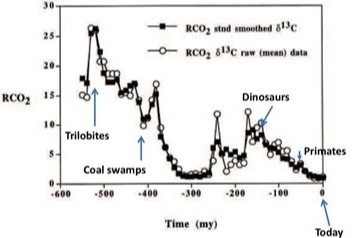 30
RCO2 stnd smoothed δ13C
25
RCO2 δ13C raw (mean) data
20
15
RCO2
Dinosaurs
10
Trilobites
Primates
5
Coal swamps
0
-600 -500 -400 -300 -200 -100 0
Time (my)
Today